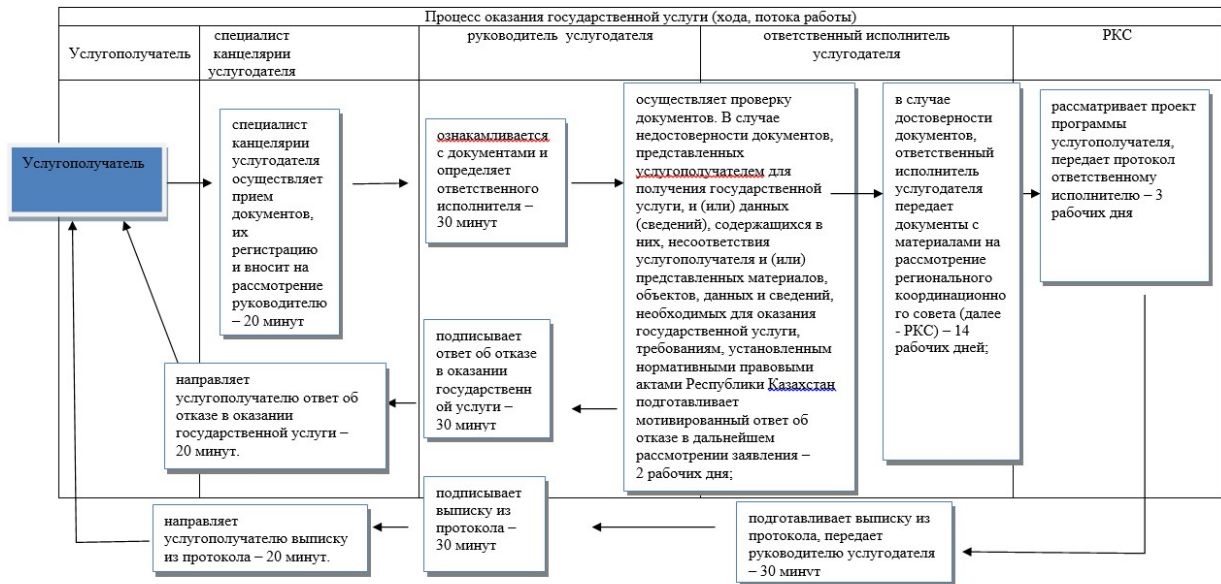 Процесс оказания государственной услуги (хода, потока работы)
Услугополучатель
специалист
канцелярии
услугодателя
руководитель услугодателя
ответственный исполнитель
услугодателя
РКС
Услугополучатель
специалист
канцелярии
услугодателя
осуществляет
прием
документов,
их
регистрацию
и вносит на
рассмотрение
руководителю
– 20 минут
ознакамливается
с документами и
определяет
ответственного
исполнителя –
30 минут
осуществляет проверку
документов. В случае
недостоверности документов,
представленных
услугополучателем для
получения государственной
услуги, и (или) данных
(сведений), содержащихся в
них, несоответствия
услугополучателя и (или)
представленных материалов,
объектов, данных и сведений,
необходимых для оказания
государственной услуги,
требованиям, установленным
нормативными правовыми
актами Республики Казахстан
подготавливает
мотивированный ответ об
отказе в дальнейшем
рассмотрении заявления –
2 рабочих дня;
в случае
достоверности
документов,
ответственный
исполнитель
услугодателя
передает
документы с
материалами на
рассмотрение
регионального
координационно
го совета (далее
- РКС) – 14
рабочих дней;
рассматривает проект
программы
услугополучателя,
передает протокол
ответственному
исполнителю – 3
рабочих дня
подписывает
ответ об отказе
в оказании
государственн
ой услуги –
30 минут
направляет
услугополучателю ответ об
отказе в оказании
государственной услуги –
20 минут.
подписывает
выписку из
протокола –
30 минут
направляет
услугополучателю выписку
из протокола – 20 минут.
подготавливает выписку из
протокола, передает
руководителю услугодателя
– 30 минут